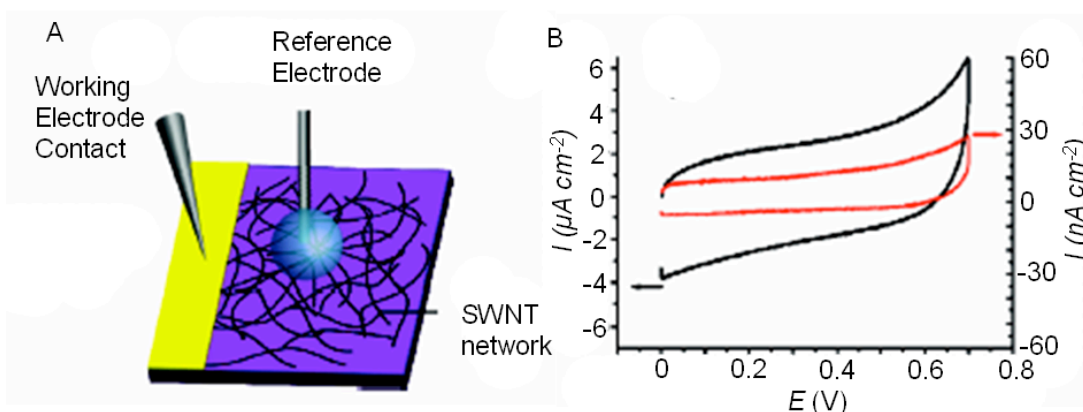 A
Reference
Electrode
Working
Electrode
Contact
SWNT
network
B
6
4
2
0
-2
-4
-6
I (µA cm-2)
60
30
0
-30
-60
I (nA cm-2)
0
0.2
0.4
0.6
0.8
E (V)